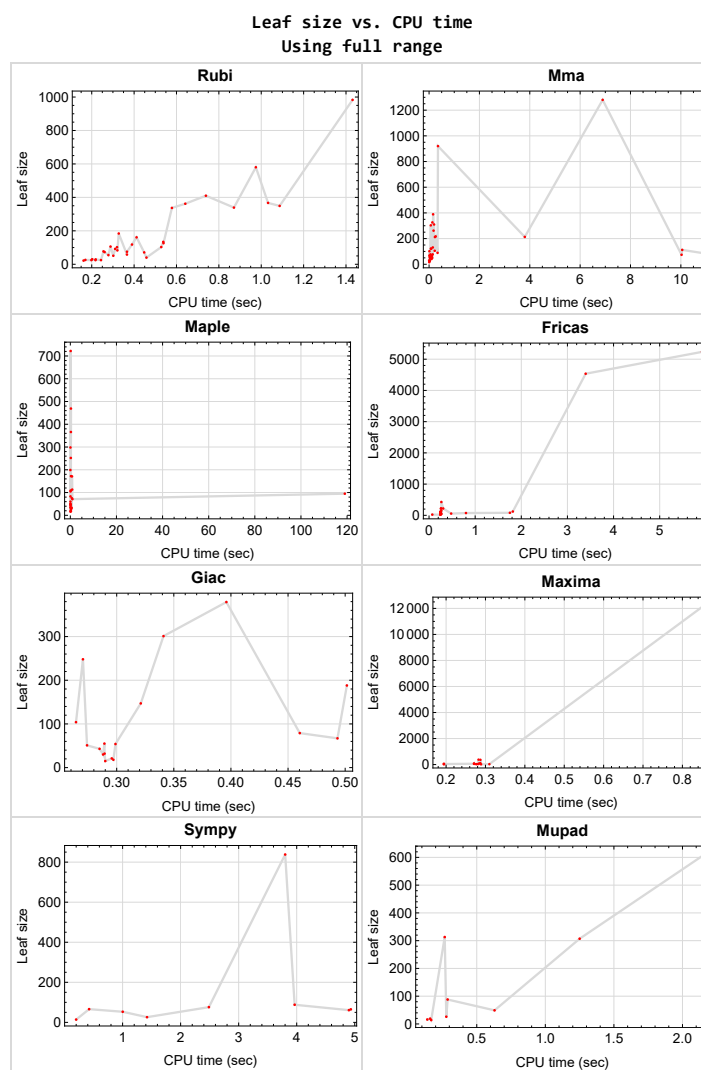 Leaf size vs. CPU time
Using full range
Rubi
1000
800
600
400
200
0
0.2 0.4 0.6 0.8 1.0 1.2 1.4
Leaf size
CPU time (sec)
Mma
1200
1000
800
600
400
200
0
0 2 4 6 8 10
Leaf size
CPU time (sec)
Maple
700
600
500
400
300
200
100
0
0 20 40 60 80 100 120
Leaf size
CPU time (sec)
Fricas
5000
4000
3000
2000
1000
0
0 1 2 3 4 5
Leaf size
CPU time (sec)
Giac
300
200
100
0
0.30 0.35 0.40 0.45 0.50
Leaf size
CPU time (sec)
Maxima
12 000
10 000
8000
6000
4000
2000
0
0.2 0.3 0.4 0.5 0.6 0.7 0.8
Leaf size
CPU time (sec)
Sympy
800
600
400
200
0
0 1 2 3 4 5
Leaf size
CPU time (sec)
Mupad
600
500
400
300
200
100
0
0.5 1.0 1.5 2.0
Leaf size
CPU time (sec)